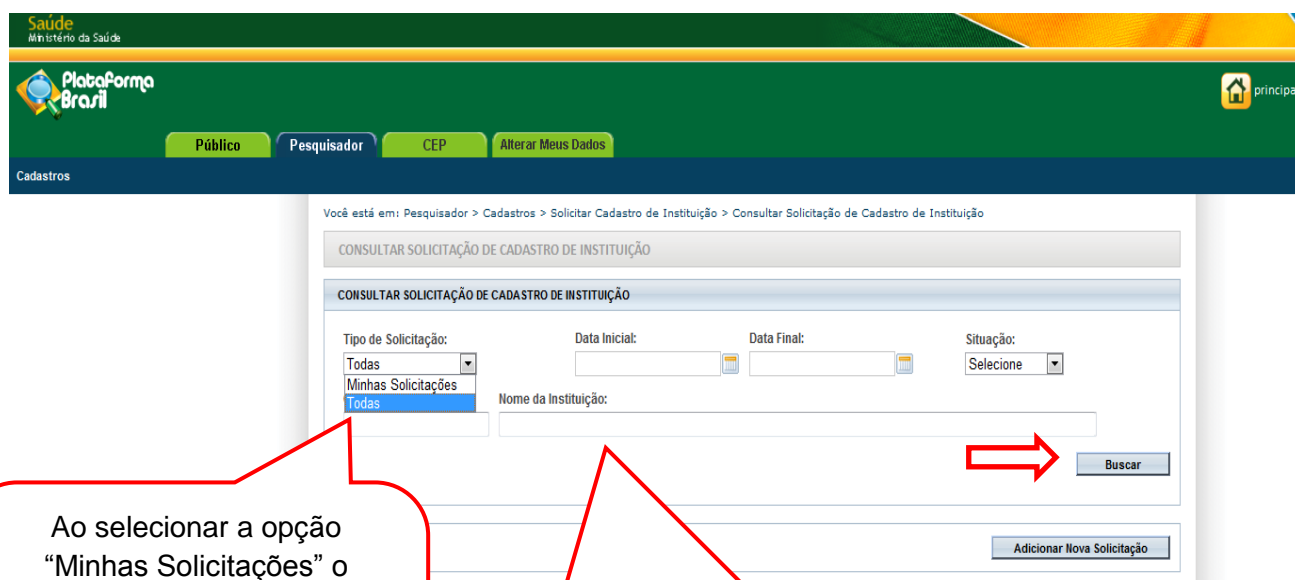 Saúde
Ministério da Saúde
Plataforma
Brasil
principa
Público Pesquisador CEP Alterar Meus Dados
Cadastros
Você está em: Pesquisador > Cadastros > Solicitar Cadastro de Instituição > Consultar Solicitação de Cadastro de Instituição
CONSULTAR SOLICITAÇÃO DE CADASTRO DE INSTITUIÇÃO
CONSULTAR SOLICITAÇÃO DE CADASTRO DE INSTITUIÇÃO
Tipo de Solicitação: Data Inicial: Data Final: Situação:
Todas Selecione
Minhas Solicitações
Todas Nome da Instituição:
Buscar
Ao selecionar a opção
“Minhas Solicitações” o
Adicionar Nova Solicitação